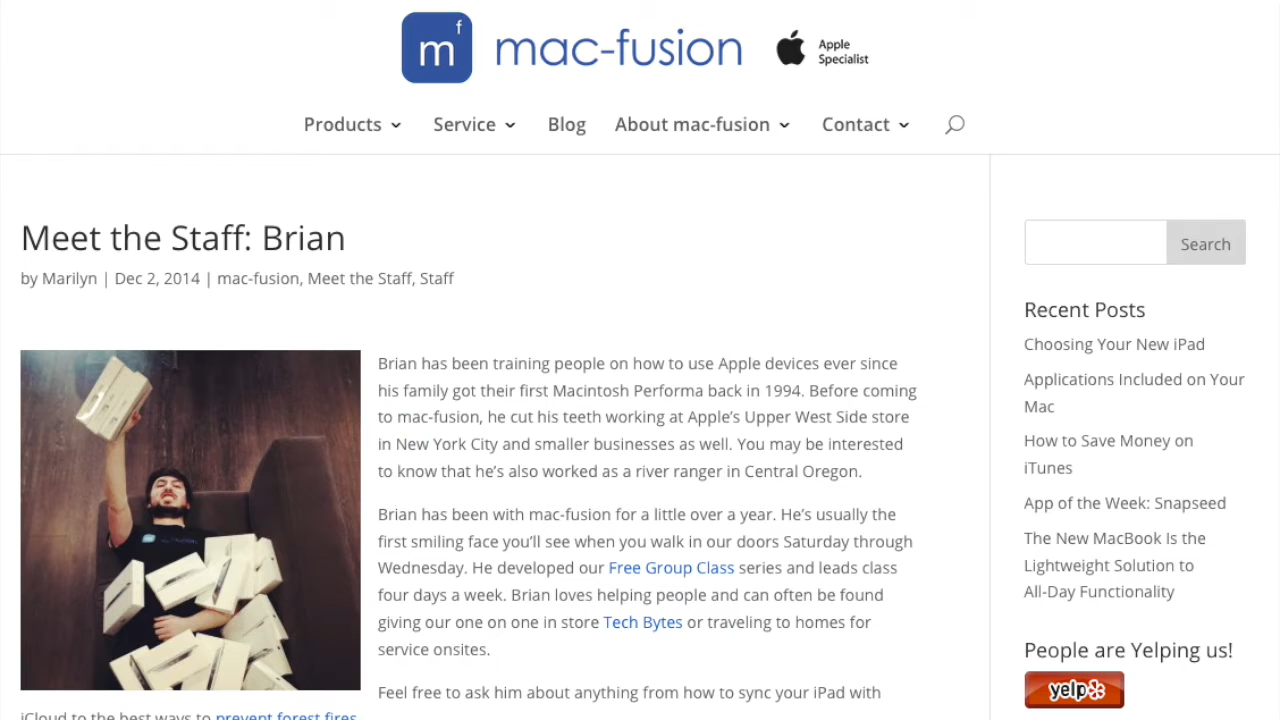 m f mac-fusion Apple
Specialist
Products Service Blog About mac-fusion Contact
Meet the Staff: Brian
by Marilyn | Dec 2, 2014 | mac-fusion, Meet the Staff, Staff
Brian has been training people on how to use Apple devices ever since
his family got their first Macintosh Performa back in 1994. Before coming
to mac-fusion, he cut his teeth working at Apple’s Upper West Side store
in New York City and smaller businesses as well. You may be interested
to know that he’s also worked as a river ranger in Central Oregon.
Brian has been with mac-fusion for a little over a year. He’s usually the
first smiling face you’ll see when you walk in our doors Saturday through
Wednesday. He developed our Free Group Class series and leads class
four days a week. Brian loves helping people and can often be found
giving our one on one in store Tech Bytes or traveling to homes for
service onsites.
Feel free to ask him about anything from how to sync your iPad with
iCloud to the best ways to prevent forest fires
Search
Recent Posts
Choosing Your New iPad
Applications Included on Your
Mac
How to Save Money on
iTunes
App of the Week: Snapseed
The New MacBook Is the
Lightweight Solution to
All-Day Functionality
People are Yelping us!
yelp